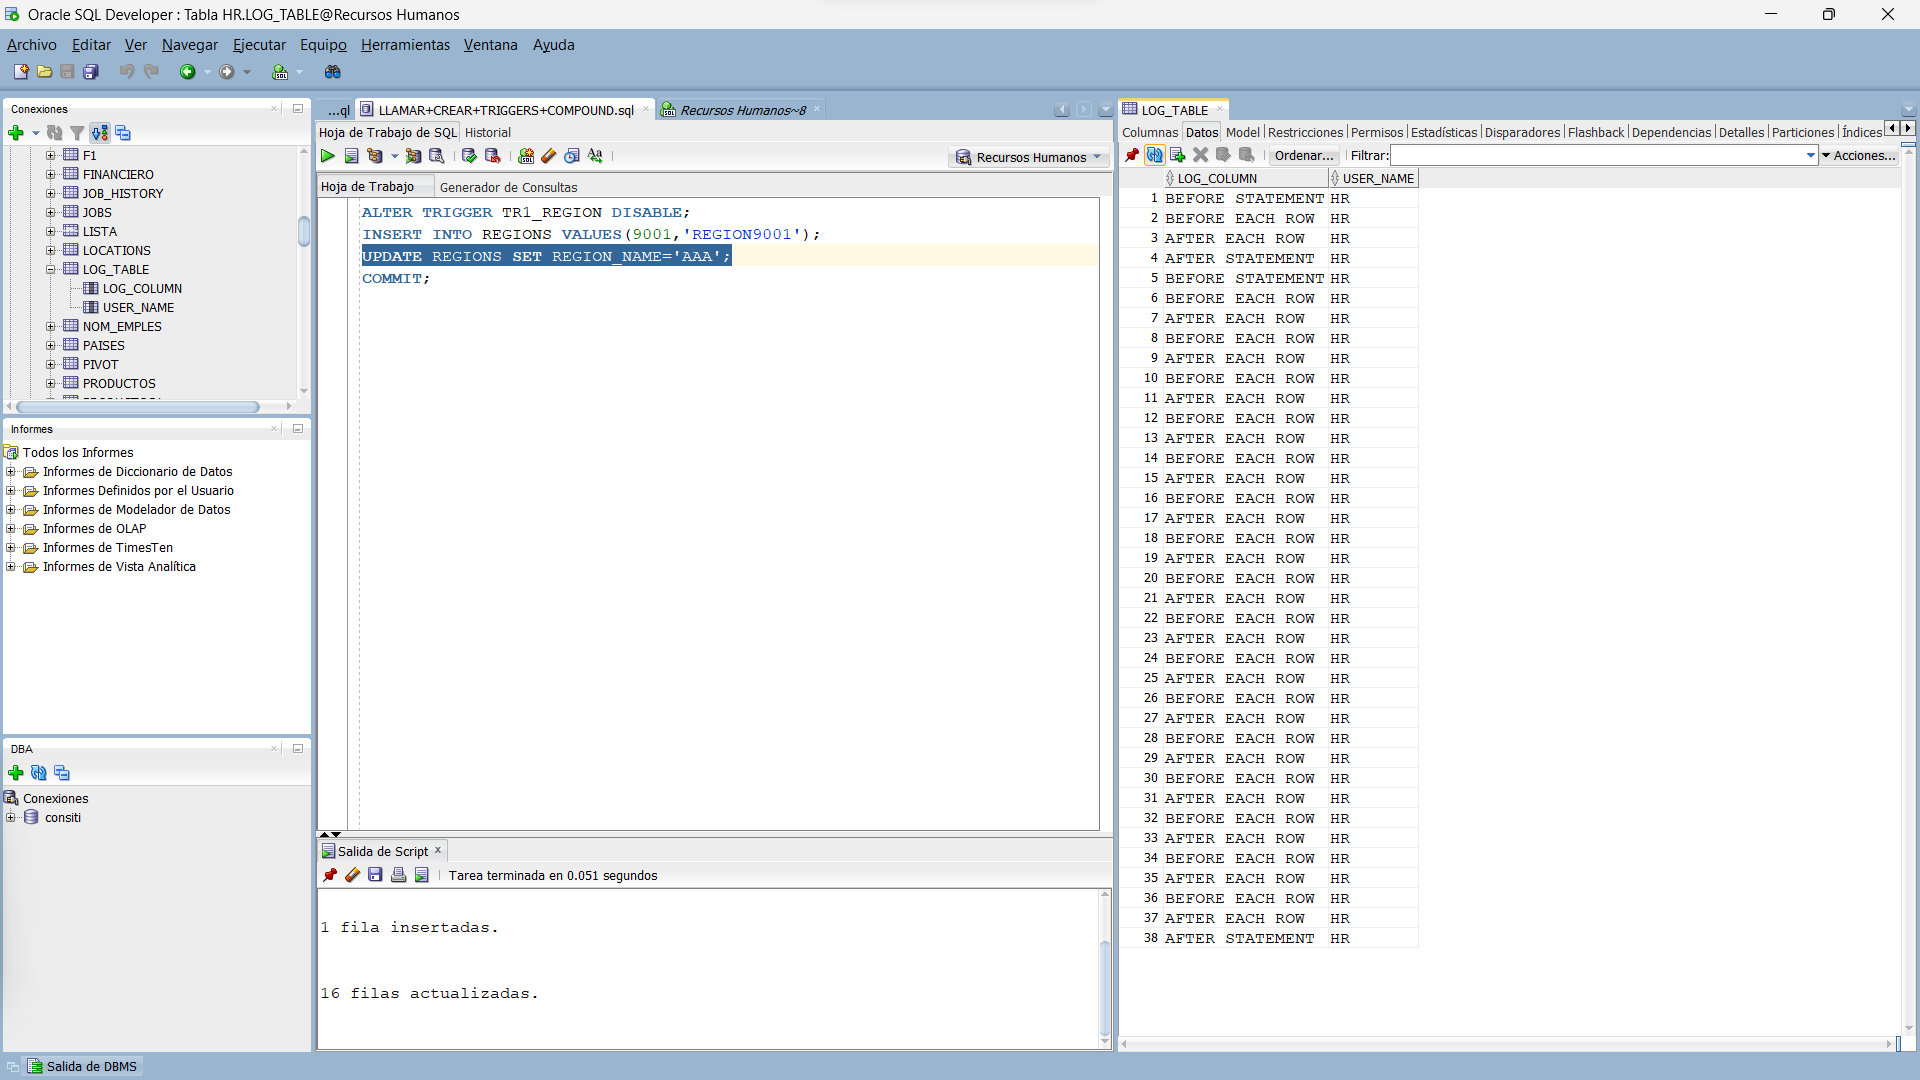 Oracle SQL Developer : Tabla HR.LOG_TABLE@Recursos Humanos
Archivo Editar Ver Navegar Ejecutar Equipo Herramientas Ventana Ayuda
Conexiones
F1
FINANCIERO
JOB_HISTORY
JOBS
LISTA
LOCATIONS
LOG_TABLE
LOG_COLUMN
USER_NAME
NOM_EMPLES
PAISES
PIVOT
PRODUCTOS
Informes
Todos los Informes
Informes de Diccionario de Datos
Informes Definidos por el Usuario
Informes de Modelador de Datos
Informes de OLAP
Informes de TimesTen
Informes de Vista Analítica
DBA
Conexiones
consiti
...ql LLAMAR+CREAR+TRIGGERS+COMPOUND.sql Recursos Humanos~8
Hoja de Trabajo de SQL Historial
Recursos Humanos
Hoja de Trabajo Generador de Consultas
ALTER TRIGGER TR1_REGION DISABLE;
INSERT INTO REGIONS VALUES(9001,'REGION9001');
UPDATE REGIONS SET REGION_NAME='AAA';
COMMIT;
Salida de Script
Tarea terminada en 0.051 segundos
1 fila insertadas.
16 filas actualizadas.
LOG_TABLE
Columnas Datos Model Restricciones Permisos Estadísticas Disparadores Flashback Dependencias Detalles Particiones Índices
Ordenar... Filtrar: Acciones...
LOG_COLUMN USER_NAME
1 BEFORE STATEMENT HR
2 BEFORE EACH ROW HR
3 AFTER EACH ROW HR
4 AFTER STATEMENT HR
5 BEFORE STATEMENT HR
6 BEFORE EACH ROW HR
7 AFTER EACH ROW HR
8 BEFORE EACH ROW HR
9 AFTER EACH ROW HR
10 BEFORE EACH ROW HR
11 AFTER EACH ROW HR
12 BEFORE EACH ROW HR
13 AFTER EACH ROW HR
14 BEFORE EACH ROW HR
15 AFTER EACH ROW HR
16 BEFORE EACH ROW HR
17 AFTER EACH ROW HR
18 BEFORE EACH ROW HR
19 AFTER EACH ROW HR
20 BEFORE EACH ROW HR
21 AFTER EACH ROW HR
22 BEFORE EACH ROW HR
23 AFTER EACH ROW HR
24 BEFORE EACH ROW HR
25 AFTER EACH ROW HR
26 BEFORE EACH ROW HR
27 AFTER EACH ROW HR
28 BEFORE EACH ROW HR
29 AFTER EACH ROW HR
30 BEFORE EACH ROW HR
31 AFTER EACH ROW HR
32 BEFORE EACH ROW HR
33 AFTER EACH ROW HR
34 BEFORE EACH ROW HR
35 AFTER EACH ROW HR
36 BEFORE EACH ROW HR
37 AFTER EACH ROW HR
38 AFTER STATEMENT HR
Salida de DBMS